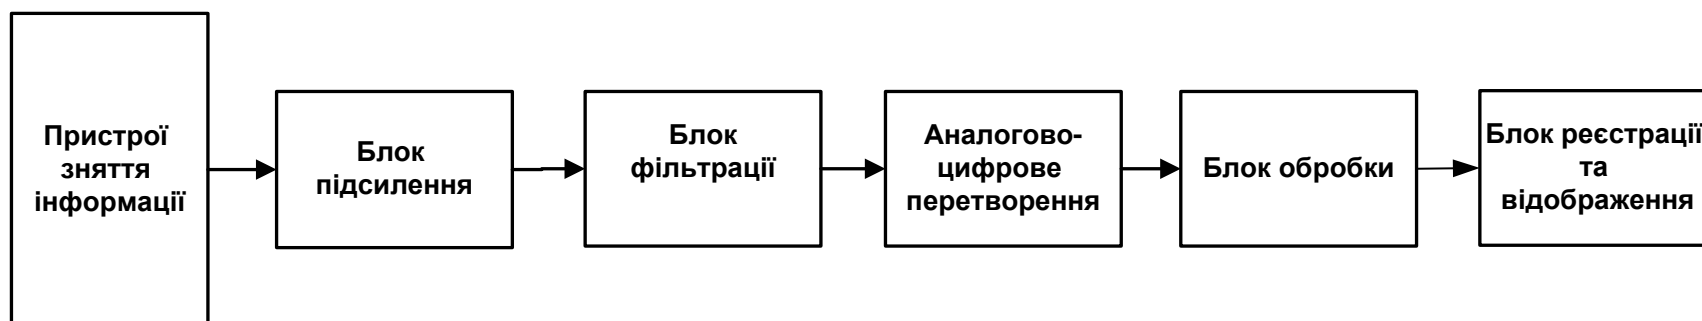 Пристрої
зняття
інформації
Блок
підсилення
Блок
фільтрації
Аналогово-
цифрове
перетворення
Блок обробки
Блок реєстрації
та
відображення